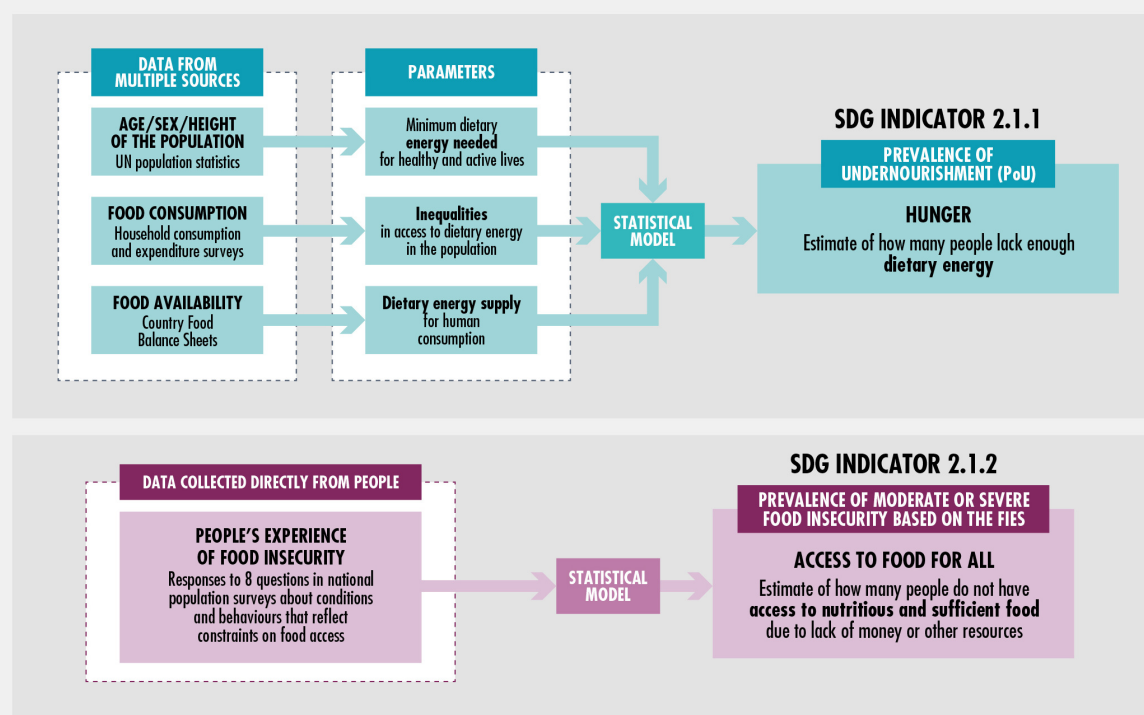 DATA FROM
MULTIPLE SOURCES
PARAMETERS
AGE/SEX/HEIGHT
OF THE POPULATION
UN population statistics
Minimum dietary
energy needed
for healthy and active lives
FOOD CONSUMPTION
Household consumption
and expenditure surveys
Inequalities
in access to dietary energy
in the population
FOOD AVAILABILITY
Country Food
Balance Sheets
Dietary energy supply
for human
consumption
STATISTICAL
MODEL
SDG INDICATOR 2.1.1
PREVALENCE OF
UNDERNOURISHMENT (PoU)
HUNGER
Estimate of how many people lack enough
dietary energy
DATA COLLECTED DIRECTLY FROM PEOPLE
PEOPLE'S EXPERIENCE
OF FOOD INSECURITY
Responses to 8 questions in national
population surveys about conditions
and behaviours that reflect
constraints on food access
STATISTICAL
MODEL
SDG INDICATOR 2.1.2
PREVALENCE OF MODERATE OR SEVERE
FOOD INSECURITY BASED ON THE FIES
ACCESS TO FOOD FOR ALL
Estimate of how many people do not have
access to nutritious and sufficient food
due to lack of money or other resources